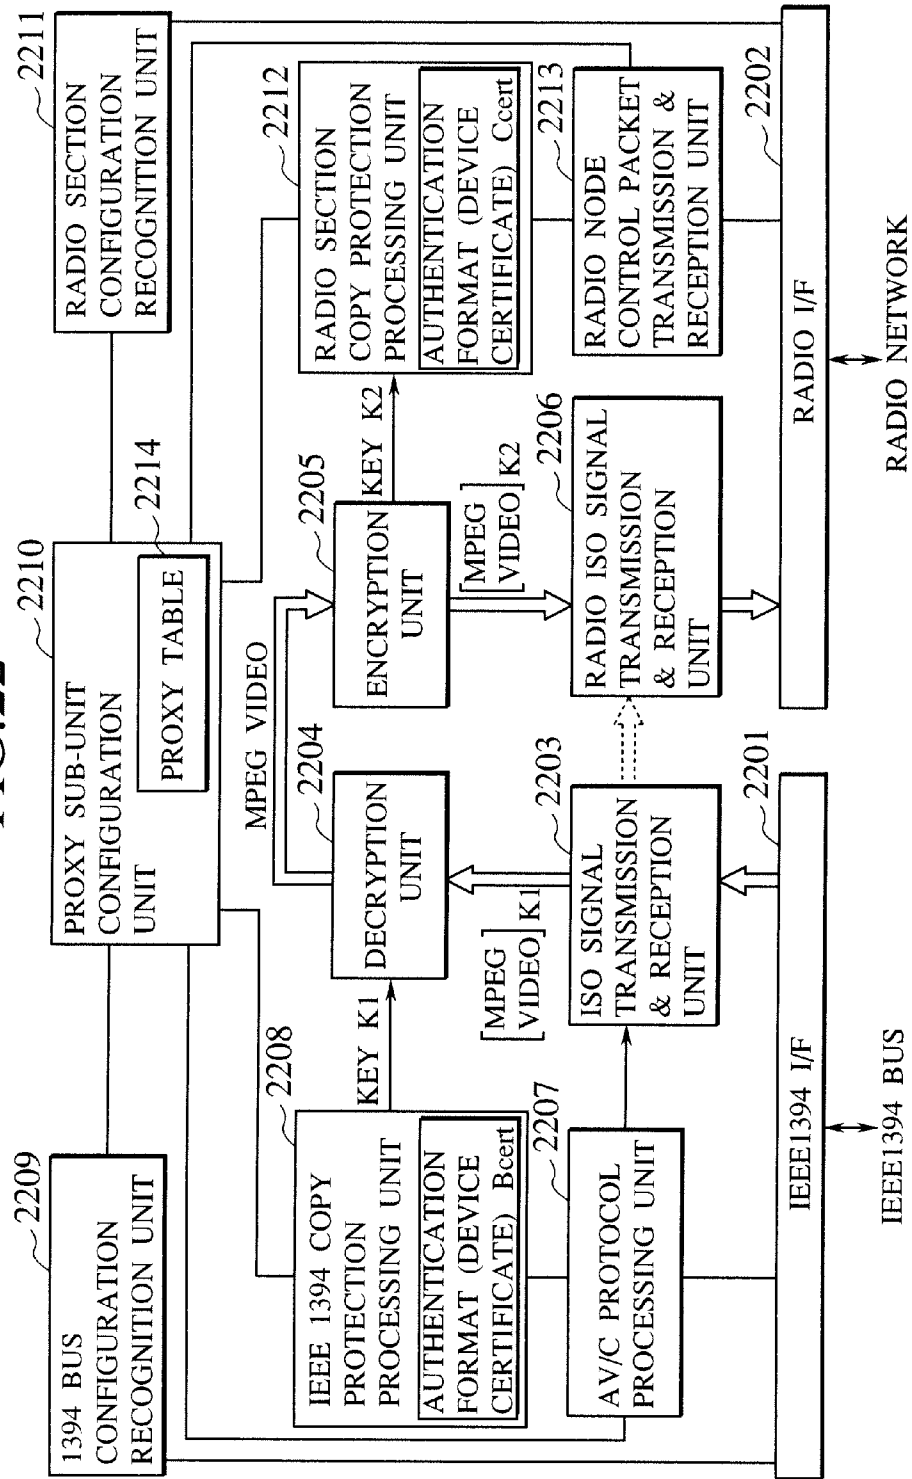 2209
1394 BUS
CONFIGURATION
RECOGNITION UNIT
2210
PROXY SUB-UNIT
CONFIGURATION
UNIT
PROXY TABLE
2214
2211
RADIO SECTION
CONFIGURATION
RECOGNITION UNIT
2208
IEEE 1394 COPY
PROTECTION
PROCESSING UNIT
AUTHENTICATION
FORMAT (DEVICE
CERTIFICATE) Bcert
KEY K1
MPEG VIDEO
2204
DECRYPTION
UNIT
2205
ENCRYPTION
UNIT
KEY K2
2212
RADIO SECTION
COPY PROTECTION
PROCESSING UNIT
AUTHENTICATION
FORMAT (DEVICE
CERTIFICATE) Ccert
[MPEG
VIDEO] K1
[MPEG
VIDEO] K2
2207
AV/C PROTOCOL
PROCESSING UNIT
2203
ISO SIGNAL
TRANSMISSION
& RECEPTION
UNIT
2206
RADIO ISO SIGNAL
TRANSMISSION
& RECEPTION
UNIT
2213
RADIO NODE
CONTROL PACKET
TRANSMISSION &
RECEPTION UNIT
2201
IEEE1394 I/F
2202
RADIO I/F
IEEE1394 BUS
RADIO NETWORK